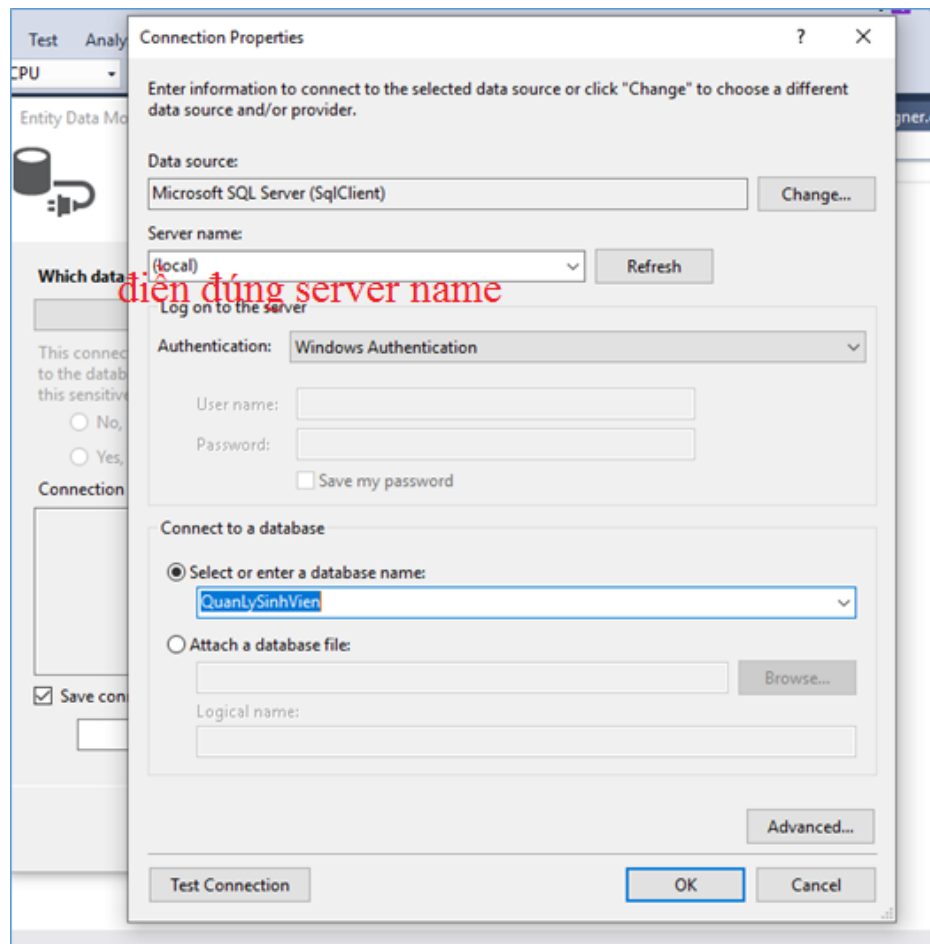 Test Analy
CPU
Connection Properties
?
Entity Data Mo
gner.
Enter information to connect to the selected data source or click "Change" to choose a different
data source and/or provider.
Data source:
Microsoft SQL Server (SqlClient)
Change...
Server name:
(local)
Refresh
điền đúng server name
Which data
Log on to the server
Authentication:
Windows Authentication
This connec
to the datab
this sensitive
No,
Yes,
User name:
Password:
Save my password
Connection
Connect to a database
Select or enter a database name:
QuanLySinhVien
Attach a database file:
Browse...
Logical name:
Save con
Advanced...
Test Connection
OK
Cancel